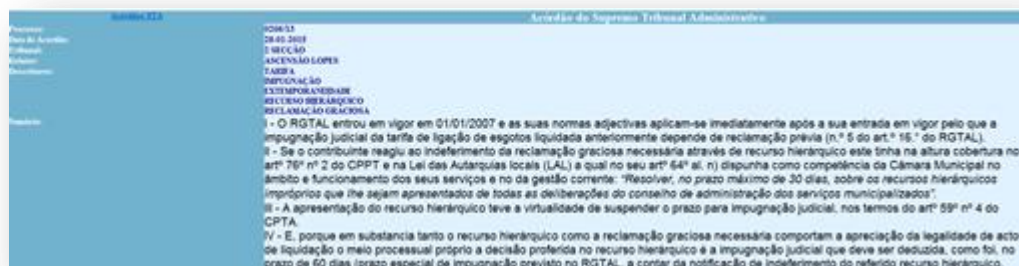 Acórdãos STA
Acórdão do Supremo Tribunal Administrativo
Processo:
Data do Acordão:
Tribunal:
2 SECÇÃO
Relator:
ASCENSÃO LOPES
Descritores:
TARIFA
IMPUGNAÇÃO
EXTEMPORANEIDADE
RECURSO HIERÁRQUICO
RECLAMAÇÃO GRACIOSA
Sumário:
I - O RGTAL entrou em vigor em 01/01/2007 e as suas normas adjectivas aplicam-se imediatamente após a sua entrada em vigor pelo que a
impugnação judicial da tarifa de ligação de esgotos liquidada anteriormente depende de reclamação prévia (n.º 5 do art.º 16.º do RGTAL).
II - Se o contribuinte reagiu ao indeferimento da reclamação graciosa necessária através de recurso hierárquico este tinha na altura cobertura no
artº 76º nº 2 do CPPT e na Lei das Autarquias locais (LAL) a qual no seu artº 64º al. n) dispunha como competência da Câmara Municipal no
âmbito e funcionamento dos seus serviços e no da gestão corrente: "Resolver, no prazo máximo de 30 dias, sobre os recursos hierárquicos
impróprios que lhe sejam apresentados de todas as deliberações do conselho de administração dos serviços municipalizados".
III - A apresentação do recurso hierárquico teve a virtualidade de suspender o prazo para impugnação judicial, nos termos do artº 59º nº 4 do
CPTA.
IV - E, porque em substancia tanto o recurso hierárquico como a reclamação graciosa necessária comportam a apreciação da legalidade de acto
de liquidação o meio processual próprio a decisão proferida no recurso hierárquico é a impugnação judicial que deve ser deduzida, como foi, no
prazo de 60 dias (prazo especial de impugnação previsto no RGTAL, a contar da notificação de indeferimento do referido recurso hierárquico.